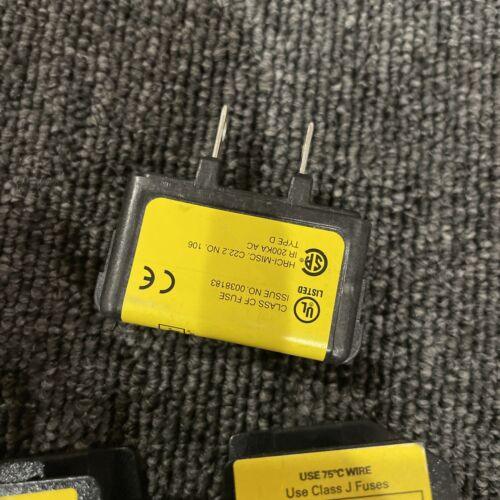 CLASS CF FUSE
ISSUE NO. 0038183
UL
LISTED
CE
HRCI-MISC. C22.2 NO. 106
IR 200KA AC
TYPE D
SA
USE 75°C WIRE
Use Class J Fuses